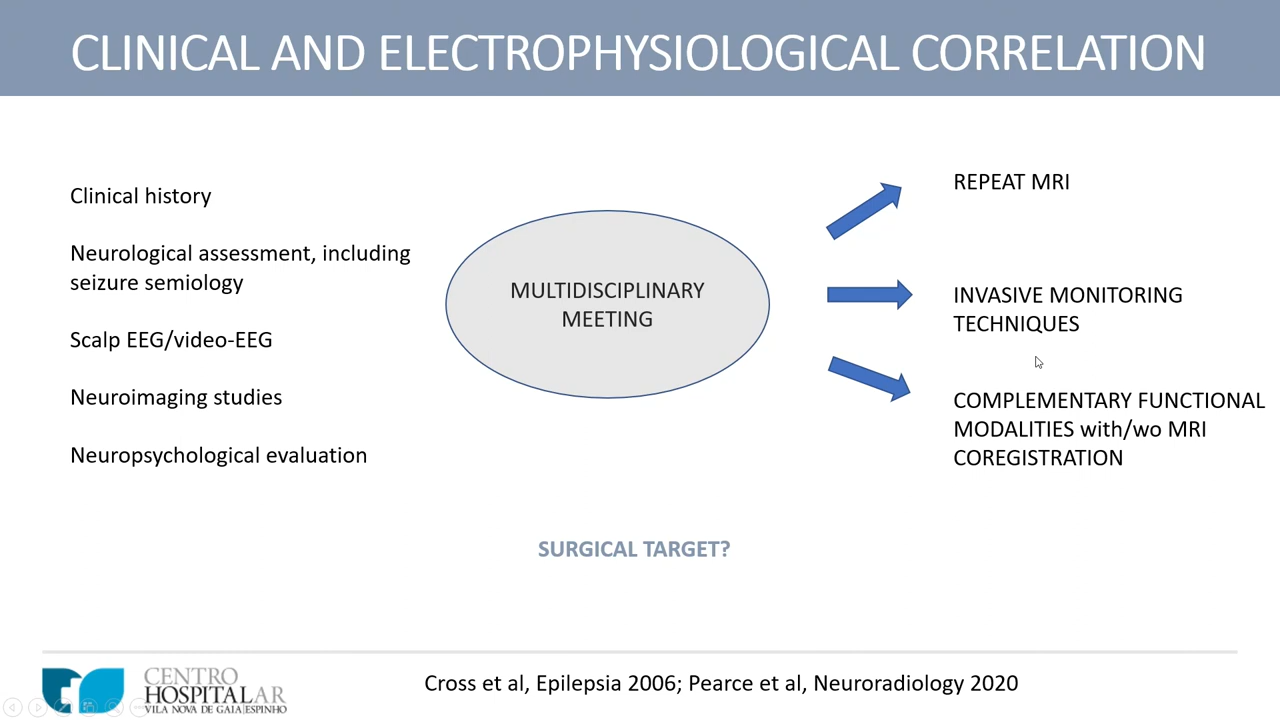 CLINICAL AND ELECTROPHYSIOLOGICAL CORRELATION
Clinical history
Neurological assessment, including
seizure semiology
Scalp EEG/video-EEG
Neuroimaging studies
Neuropsychological evaluation
MULTIDISCIPLINARY
MEETING
REPEAT MRI
INVASIVE MONITORING
TECHNIQUES
COMPLEMENTARY FUNCTIONAL
MODALITIES with/wo MRI
COREGISTRATION
SURGICAL TARGET?
CENTRO
HOSPITALAR
VILA NOVA DE GAIA ESPINHO
Cross et al, Epilepsia 2006; Pearce et al, Neuroradiology 2020